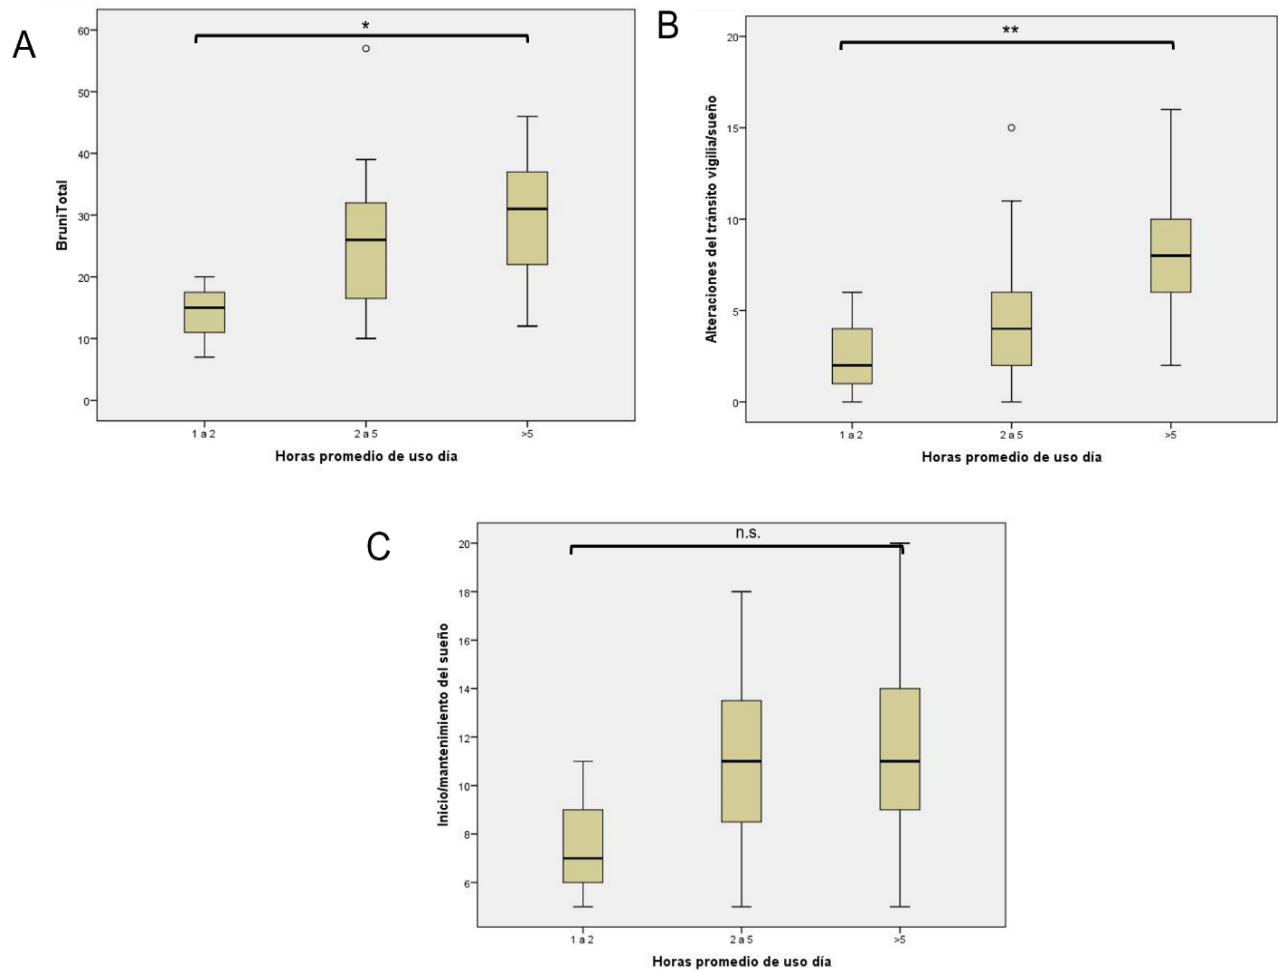 A
*
60
50
40
30
20
10
0
BruniTotal
1 a 2
2 a 5
>5
Horas promedio de uso día
B
**
20
15
10
5
0
Alteraciones del tránsito vigilia/sueño
1 a 2
2 a 5
>5
Horas promedio de uso día
C
n.s.
20
18
16
14
12
10
8
6
Inicio/mantenimiento del sueño
1 a 2
2 a 5
>5
Horas promedio de uso día